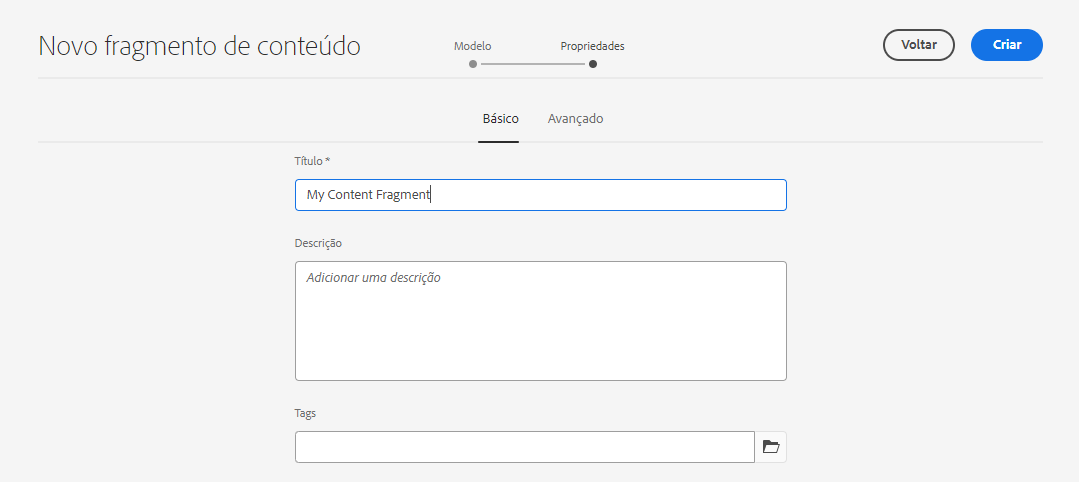 Novo fragmento de conteúdo
Modelo
Propriedades
Voltar
Criar
Básico
Avançado
Título *
My Content Fragment
Descrição
Adicionar uma descrição
Tags